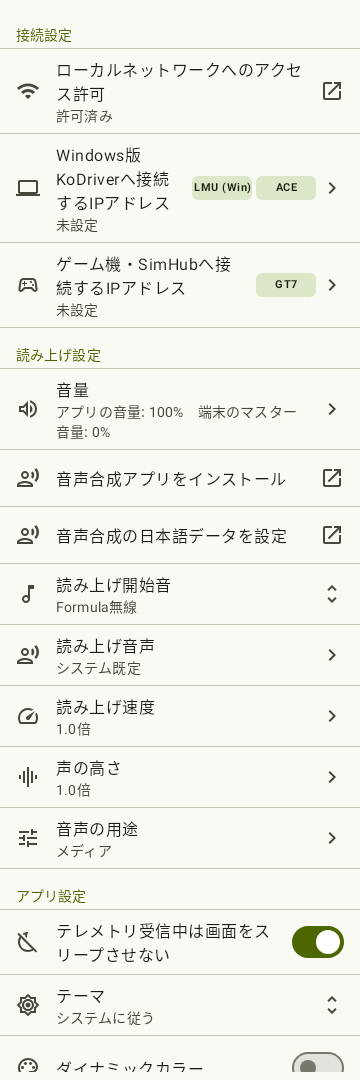 接続設定
ローカルネットワークへのアクセ
ス許可
許可済み
Windows版
KoDriverへ接続
するIPアドレス
未設定
LMU (Win)
ACE
ゲーム機・SimHubへ接
続するIPアドレス
未設定
GT7
読み上げ設定
音量
アプリの音量: 100%　端末のマスター
音量: 0%
音声合成アプリをインストール
音声合成の日本語データを設定
読み上げ開始音
Formula無線
読み上げ音声
システム既定
読み上げ速度
1.0倍
声の高さ
1.0倍
音声の用途
メディア
アプリ設定
テレメトリ受信中は画面をス
リープさせない
テーマ
システムに従う
ダイナミックカラー